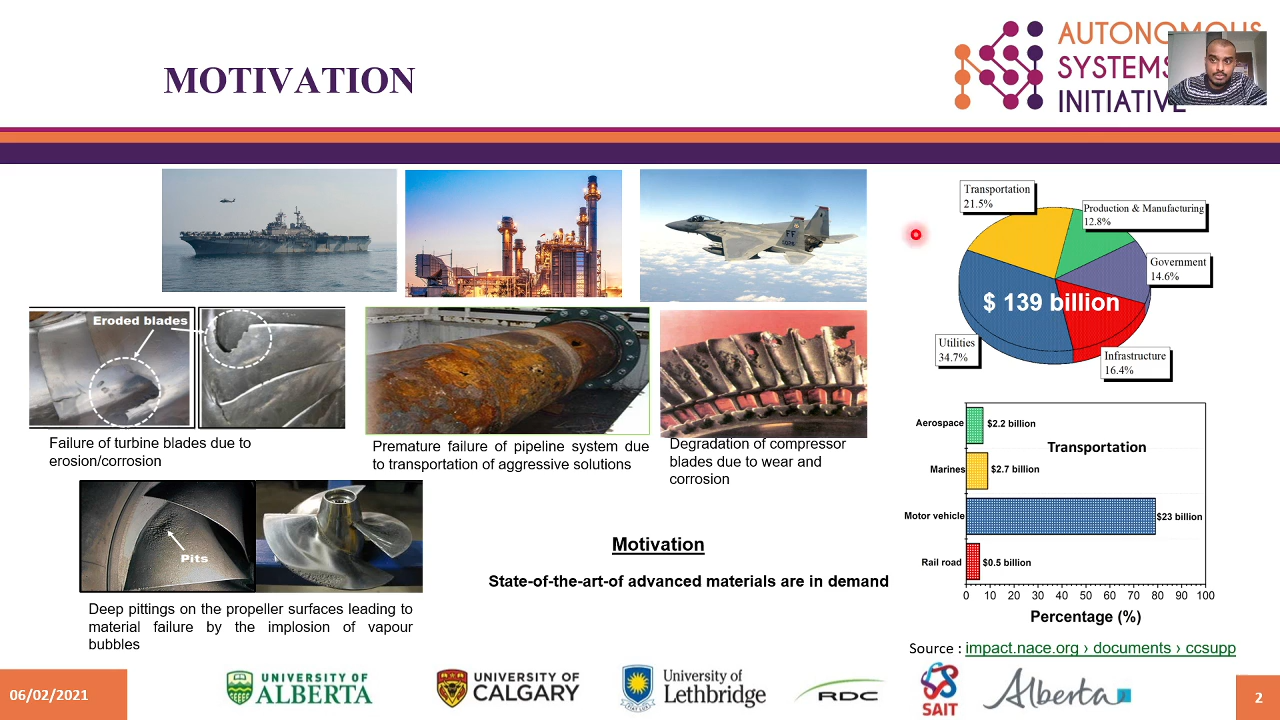 MOTIVATION
AUTONOMOUS
SYSTEMS
INITIATIVE
Eroded blades
FF
Failure of turbine blades due to
erosion/corrosion
Premature failure of pipeline system due
to transportation of aggressive solutions
Degradation of compressor
blades due to wear and
corrosion
Pits
Deep pittings on the propeller surfaces leading to
material failure by the implosion of vapour
bubbles
Motivation
State-of-the-art-of advanced materials are in demand
Transportation
21.5%
Production & Manufacturing
12.8%
Government
14.6%
$ 139 billion
Utilities
34.7%
Infrastructure
16.4%
Transportation
Aerospace $2.2 billion
Marines $2.7 billion
Motor vehicle $23 billion
Rail road $0.5 billion
0 10 20 30 40 50 60 70 80 90 100
Percentage (%)
Source : impact.nace.org › documents › ccsupp
06/02/2021
UNIVERSITY OF
ALBERTA
UNIVERSITY OF
CALGARY
University of
Lethbridge
RDC
SAIT
Alberta
2